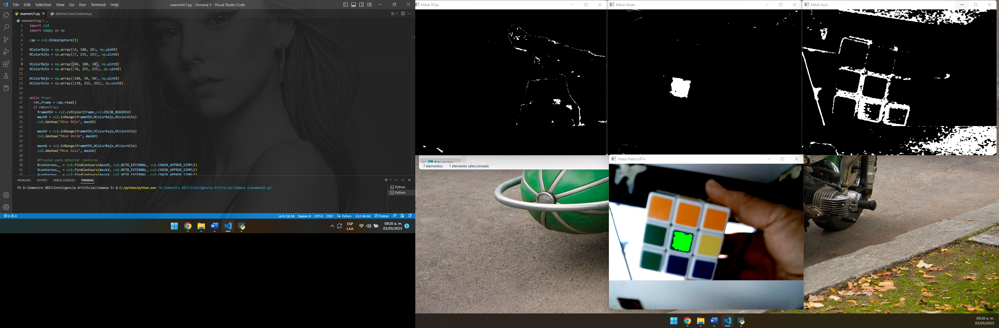 File Edit Selection View Go Run Terminal Help
examenU1.py - Semana 5 - Visual Studio Code
examenU1.py
detectorColorContorno.py
examenU1.py > ...
1 import cv2
2 import numpy as np
3
4 cap = cv2.VideoCapture(1)
5
6 RColorBajo = np.array([4, 100, 20], np.uint8)
7 RColorAlto = np.array([7, 255, 255], np.uint8)
8
9 VColorBajo = np.array([40, 100, 20], np.uint8)
10 VColorAlto = np.array([70, 255, 255], np.uint8)
11
12 AColorBajo = np.array([100, 50, 50], np.uint8)
13 AColorAlto = np.array([130, 255, 255], np.uint8)
14
15
16 while True:
17 ret,frame = cap.read()
18 if ret==True:
19 frameHSV = cv2.cvtColor(frame,cv2.COLOR_BGR2HSV)
20 maskR = cv2.inRange(frameHSV,RColorBajo,RColorAlto)
21 cv2.imshow("MAsk ROjo", maskR)
22
23 maskV = cv2.inRange(frameHSV,VColorBajo,VColorAlto)
24 cv2.imshow("MAsk Verde", maskV)
25
26 maskA = cv2.inRange(frameHSV,AColorBajo,AColorAlto)
27 cv2.imshow("MAsk Azul", maskA)
28
29 #Proceso para detectar contorno
30 Rcontornos,_ = cv2.findContours(maskR, cv2.RETR_EXTERNAL, cv2.CHAIN_APPROX_SIMPLE)
31 Vcontornos,_ = cv2.findContours(maskV, cv2.RETR_EXTERNAL, cv2.CHAIN_APPROX_SIMPLE)
32 Acontornos,_ = cv2.findContours(maskA, cv2.RETR_EXTERNAL, cv2.CHAIN_APPROX_SIMPLE)
PROBLEMS OUTPUT DEBUG CONSOLE TERMINAL
PS D:\Semestre 2023\Inteligencia Artificial\Semana 5> & C:/python/python.exe "d:/Semestre 2023/Inteligencia Artificial/Semana 5/examenU1.py"
Python
Python
0 0
Ln 9, Col 34 Spaces: 4 UTF-8 CRLF Python 3.8.3 64-bit Prettier
ESP
LAA
09:20 a. m.
03/03/2023
2
MAsk ROjo
MAsk Verde
MAsk Azul
Este equipo
7 elementos 1 elemento seleccionado
Video DetecciÃ³n
09:20 a. m.
03/03/2023